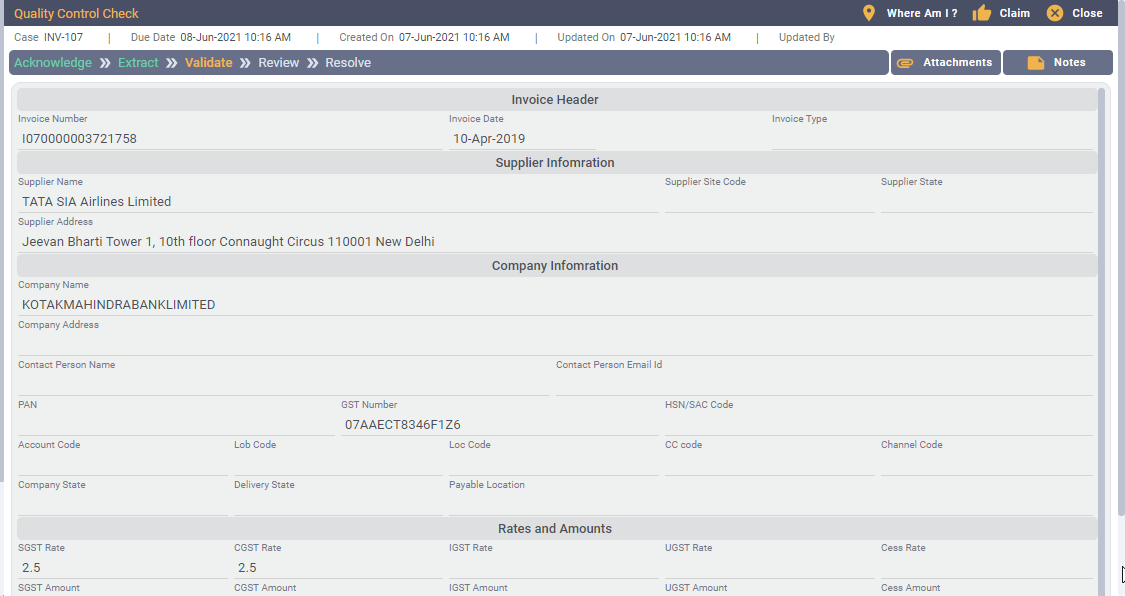 Quality Control Check Where Am I ? Claim Close
Case INV-107 | Due Date 08-Jun-2021 10:16 AM | Created On 07-Jun-2021 10:16 AM | Updated On 07-Jun-2021 10:16 AM | Updated By
Acknowledge » Extract » Validate » Review » Resolve Attachments Notes
Invoice Header
Invoice Number Invoice Date Invoice Type
I070000003721758 10-Apr-2019
Supplier Infomration
Supplier Name Supplier Site Code Supplier State
TATA SIA Airlines Limited
Supplier Address
Jeevan Bharti Tower 1, 10th floor Connaught Circus 110001 New Delhi
Company Infomration
Company Name
KOTAKMAHINDRABANKLIMITED
Company Address
Contact Person Name Contact Person Email Id
PAN GST Number HSN/SAC Code
07AAECT8346F1Z6
Account Code Lob Code Loc Code CC code Channel Code
Company State Delivery State Payable Location
Rates and Amounts
SGST Rate CGST Rate IGST Rate UGST Rate Cess Rate
2.5 2.5
SGST Amount CGST Amount IGST Amount UGST Amount Cess Amount